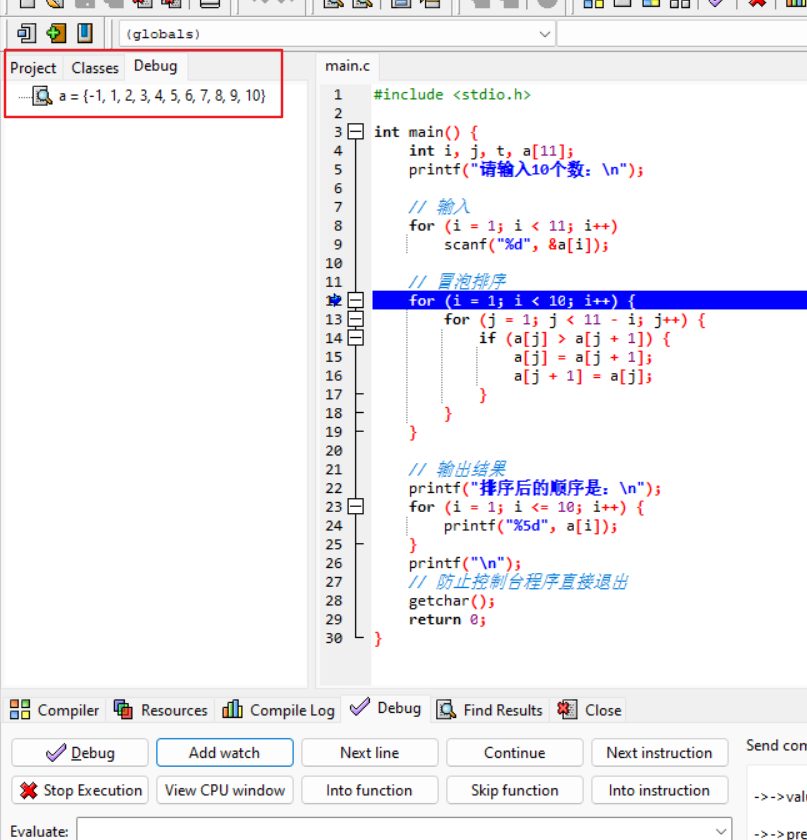 (globals)
Project Classes Debug
a = {-1, 1, 2, 3, 4, 5, 6, 7, 8, 9, 10}
main.c
1 #include <stdio.h>
2
3 int main() {
4 int i, j, t, a[11];
5 printf("请输入10个数：\n");
6
7 // 输入
8 for (i = 1; i < 11; i++)
9 scanf("%d", &a[i]);
10
11 // 冒泡排序
12 for (i = 1; i < 10; i++) {
13 for (j = 1; j < 11 - i; j++) {
14 if (a[j] > a[j + 1]) {
15 a[j] = a[j + 1];
16 a[j + 1] = a[j];
17 }
18 }
19 }
20
21 // 输出结果
22 printf("排序后的顺序是：\n");
23 for (i = 1; i <= 10; i++) {
24 printf("%5d", a[i]);
25 }
26 printf("\n");
27 // 防止控制台程序直接退出
28 getchar();
29 return 0;
30 }
Compiler Resources Compile Log Debug Find Results Close
Debug Add watch Next line Continue Next instruction Send com
Stop Execution View CPU window Into function Skip function Into instruction
->->valu
Evaluate:
->->pre